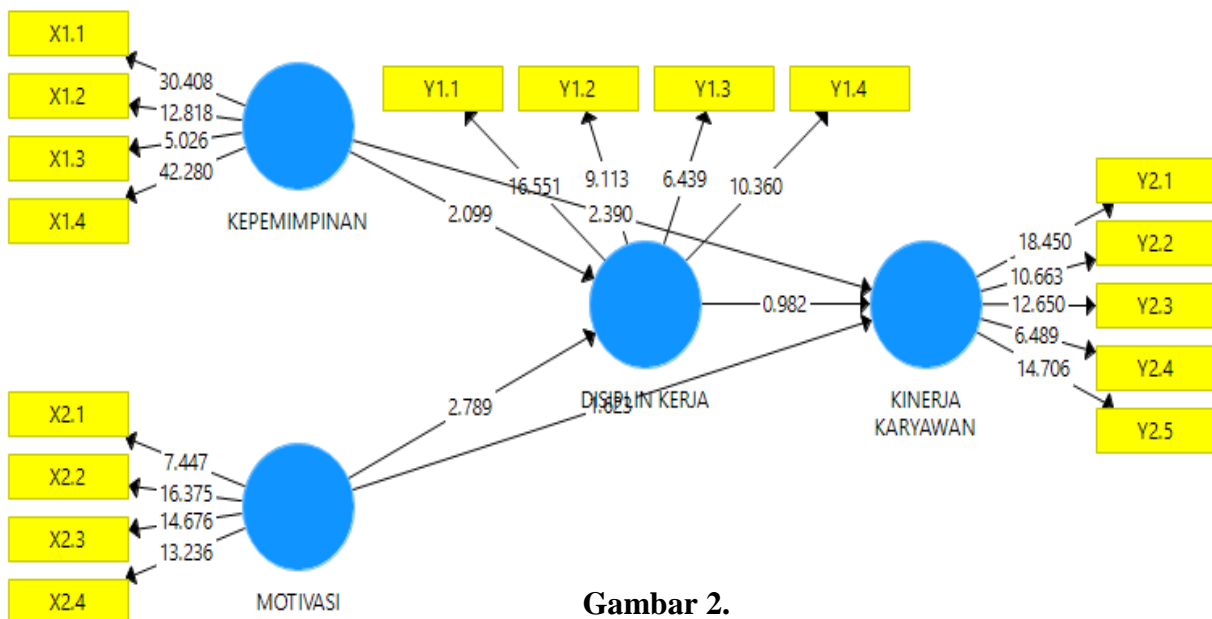 X1.1
X1.2
X1.3
X1.4
30.408
12.818
5.026
42.280
KEPEMIMPINAN
Y1.1
Y1.2
Y1.3
Y1.4
16.551
9.113
6.439
10.360
2.099
2.390
0.982
2.789
1.623
DISIPLIN KERJA
KINERJA
KARYAWAN
18.450
10.663
12.650
6.489
14.706
Y2.1
Y2.2
Y2.3
Y2.4
Y2.5
X2.1
X2.2
X2.3
X2.4
7.447
16.375
14.676
13.236
MOTIVASI
Gambar 2.